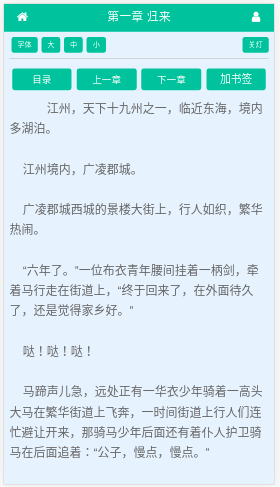 第一章 归来
字体 大 中 小 关灯
目录 上一章 下一章 加书签
江州，天下十九州之一，临近东海，境内
多湖泊。
江州境内，广凌郡城。
广凌郡城西城的景楼大街上，行人如织，繁华
热闹。
“六年了。”一位布衣青年腰间挂着一柄剑，牵
着马行走在街道上，“终于回来了，在外面待久
了，还是觉得家乡好。”
哒！哒！哒！
马蹄声儿急，远处正有一华衣少年骑着一高头
大马在繁华街道上飞奔，一时间街道上行人们连
忙避让开来，那骑马少年后面还有着仆人护卫骑
马在后面追着：“公子，慢点，慢点。”